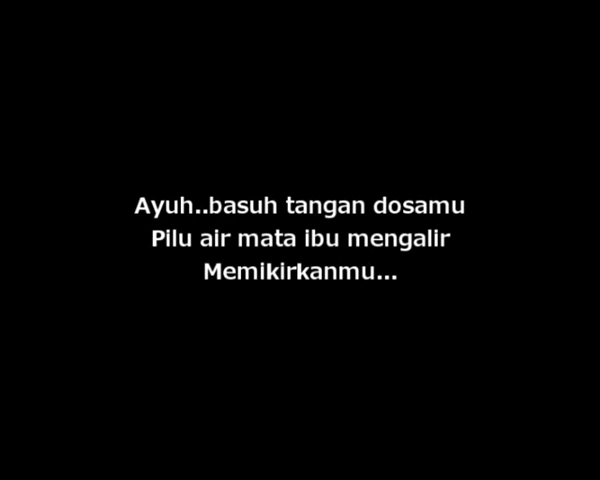 Ayuh..basuh tangan dosamu
Pilu air mata ibu mengalir
Memikirkanmu...